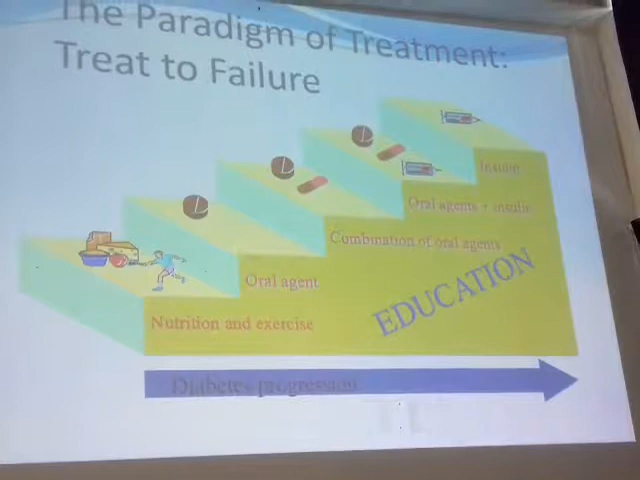 The Paradigm of Treatment:
Treat to Failure
Insulin
Oral agents + insulin
Combination of oral agents
Oral agent
Nutrition and exercise
EDUCATION
Diabetes progression